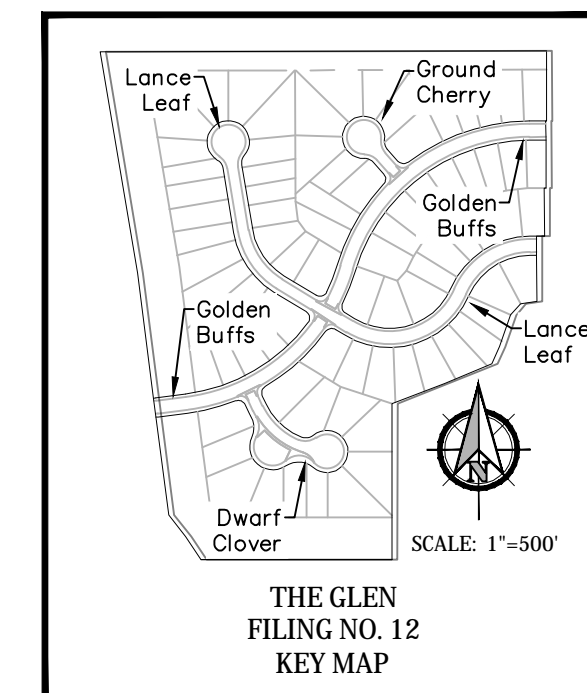 Lance
Leaf
Ground
Cherry
Golden
Buffs
Golden
Buffs
Lance
Leaf
Dwarf
Clover
N
SCALE: 1"=500'
THE GLEN
FILING NO. 12
KEY MAP